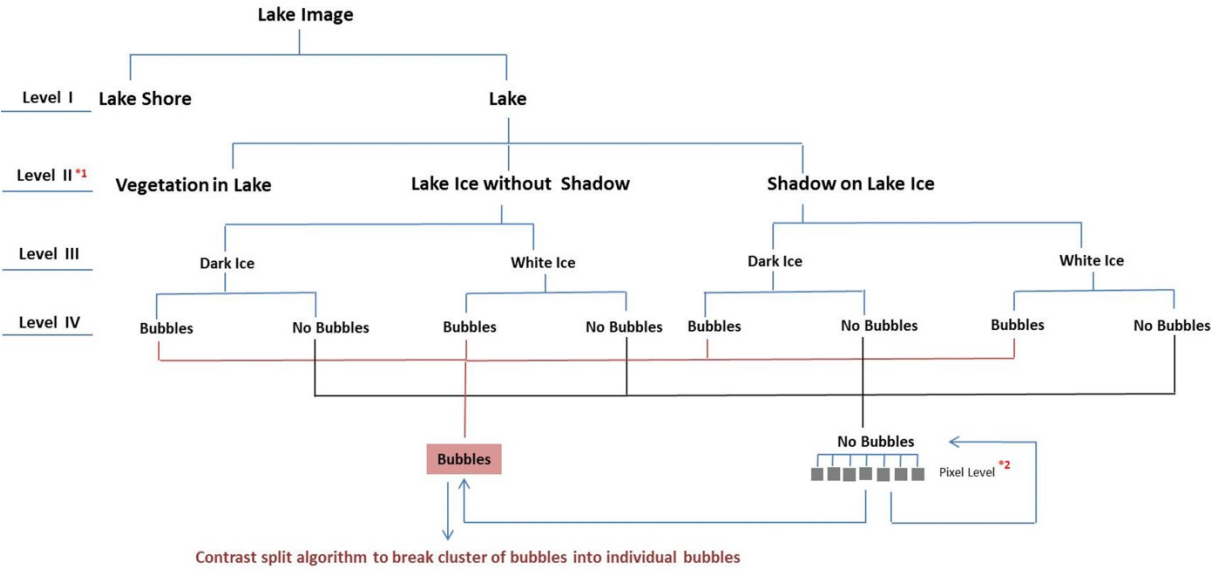 Lake Image
Level I Lake Shore Lake
Level II *1 Vegetation in Lake Lake Ice without Shadow Shadow on Lake Ice
Level III Dark Ice White Ice Dark Ice White Ice
Level IV Bubbles No Bubbles Bubbles No Bubbles Bubbles No Bubbles Bubbles No Bubbles
No Bubbles
Bubbles
Pixel Level *2
Contrast split algorithm to break cluster of bubbles into individual bubbles